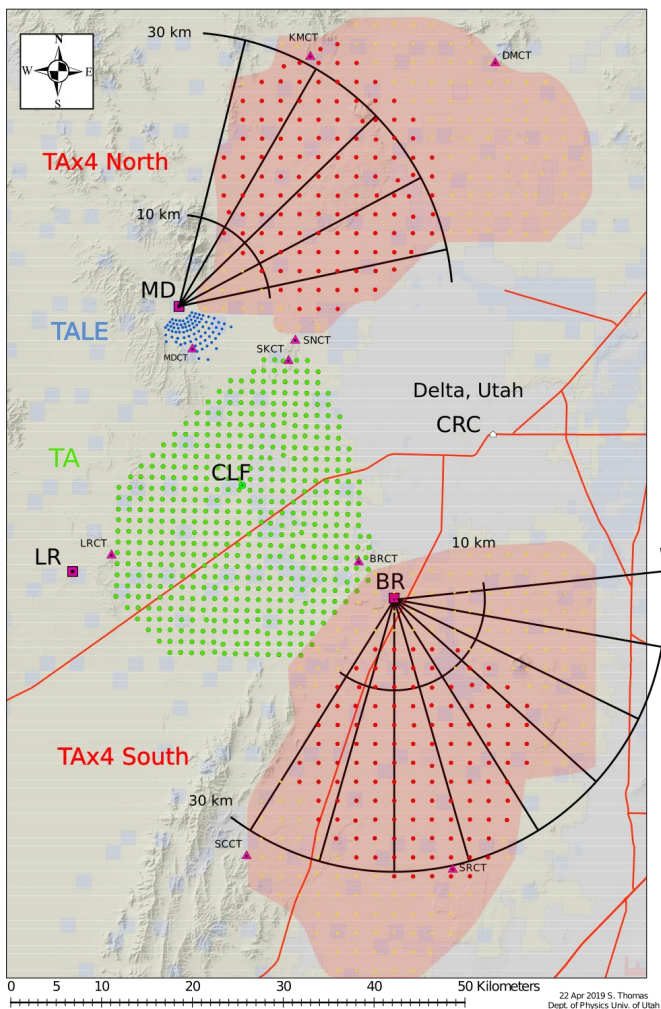 30 km
KMCT
DMCT
N
W
E
S
TAx4 North
10 km
MD
TALE
MDCT
SNCT
SKCT
Delta, Utah
CRC
TA
CLF
LRCT
LR
10 km
BRCT
BR
TAx4 South
30 km
SCCT
SRCT
0 5 10 20 30 40 50 Kilometers
22 Apr 2019 S. Thomas
Dept. of Physics Univ. of Utah